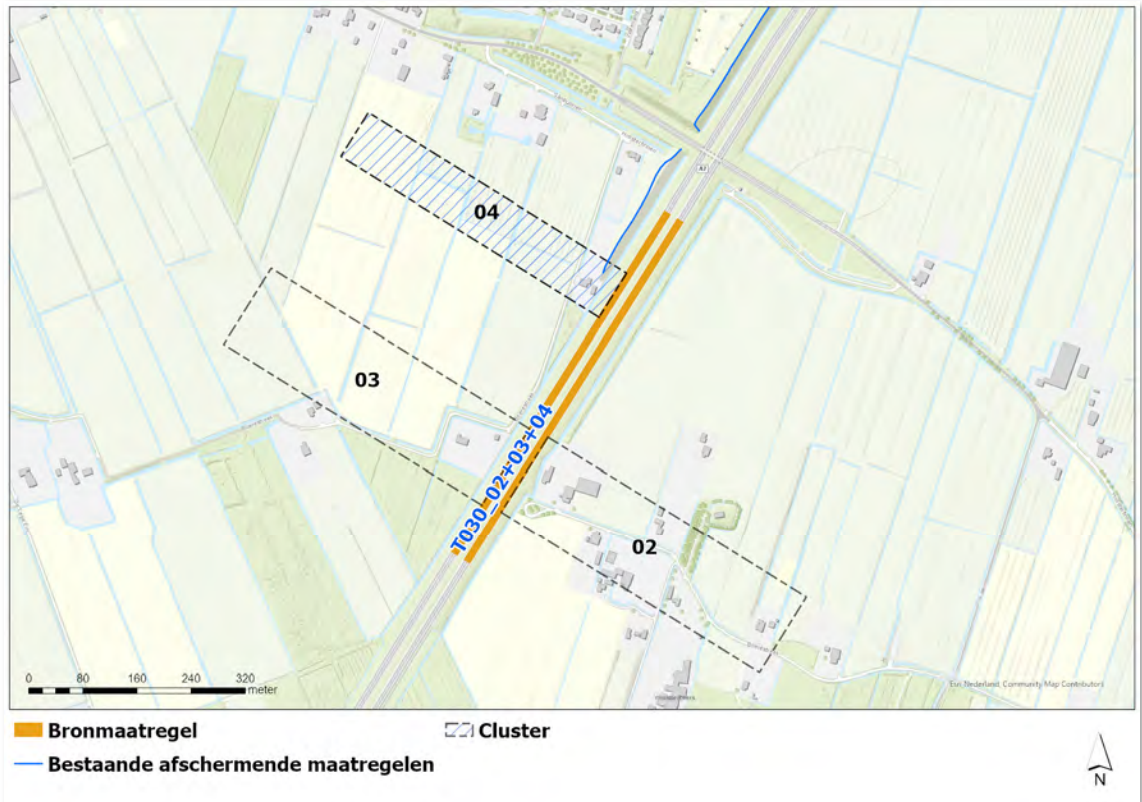 A2
04
03
T030_02+03+04
02
0 80 160 240 320
meter
Esri Nederland, Community Map Contributors
Bronmaatregel
Cluster
Bestaande afschermende maatregelen
N